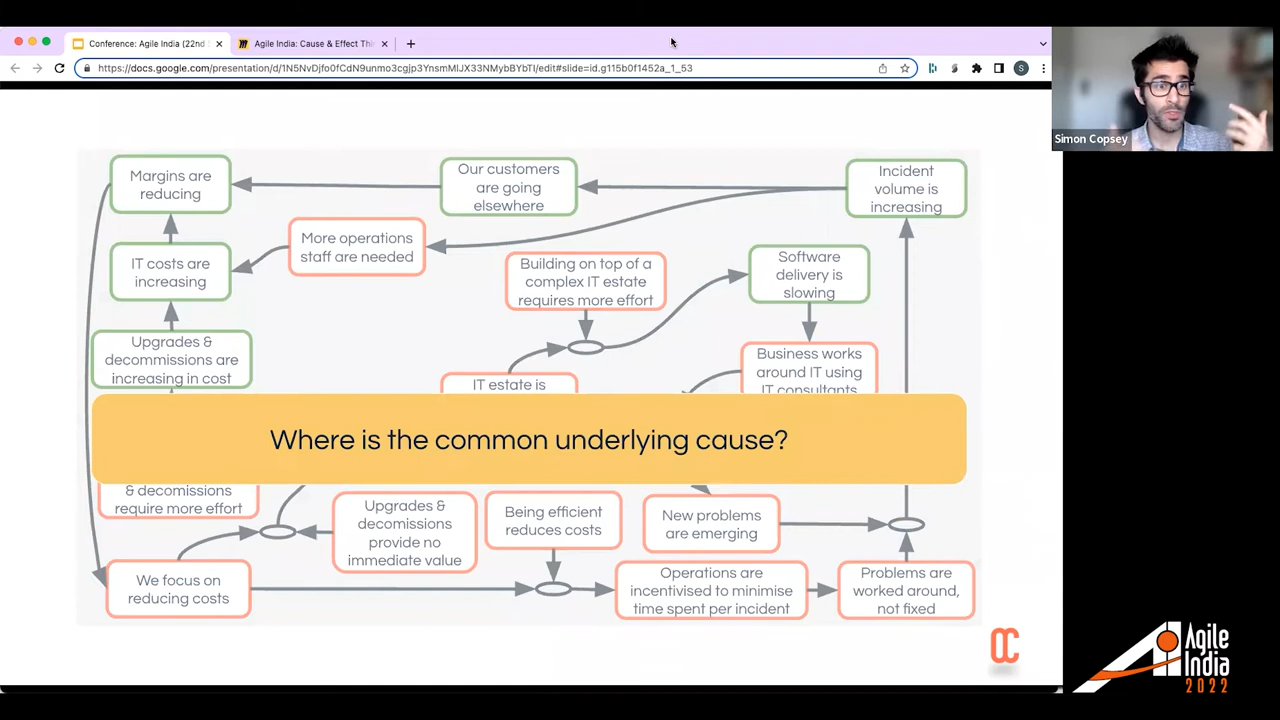 Conference: Agile India (22nd
Agile India: Cause & Effect Thi
https://docs.google.com/presentation/d/1N5NvDjfo0fCdN9unmo3cgjp3YnsmMlJX33NMybBYbTI/edit#slide=id.g115b0f1452a_1_53
S
Simon Copsey
Margins are
reducing
Our customers
are going
elsewhere
Incident
volume is
increasing
More operations
staff are needed
IT costs are
increasing
Building on top of a
complex IT estate
requires more effort
Software
delivery is
slowing
Upgrades &
decommissions are
increasing in cost
IT estate is
Business works
around IT using
IT consultants
Where is the common underlying cause?
& decomissions
require more effort
Upgrades &
decomissions
provide no
immediate value
Being efficient
reduces costs
New problems
are emerging
We focus on
reducing costs
Operations are
incentivised to minimise
time spent per incident
Problems are
worked around,
not fixed
OC
Agile
India
2022